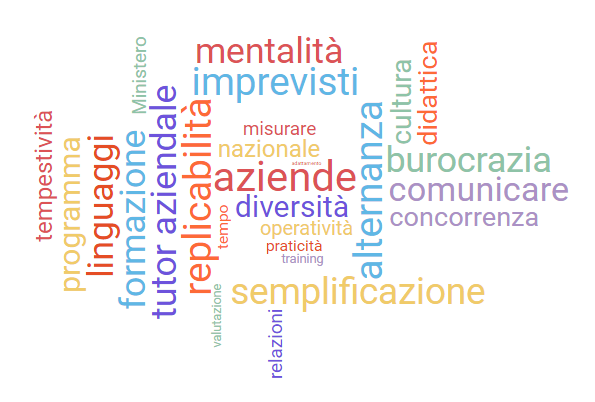 mentalità
imprevisti
Ministero
cultura
didattica
tempestività
programma
linguaggi
formazione
tutor aziendale
replicabilità
misurare
nazionale
adattamento
aziende
diversità
tempo
operatività
praticità
training
alternanza
burocrazia
comunicare
concorrenza
semplificazione
valutazione
relazioni